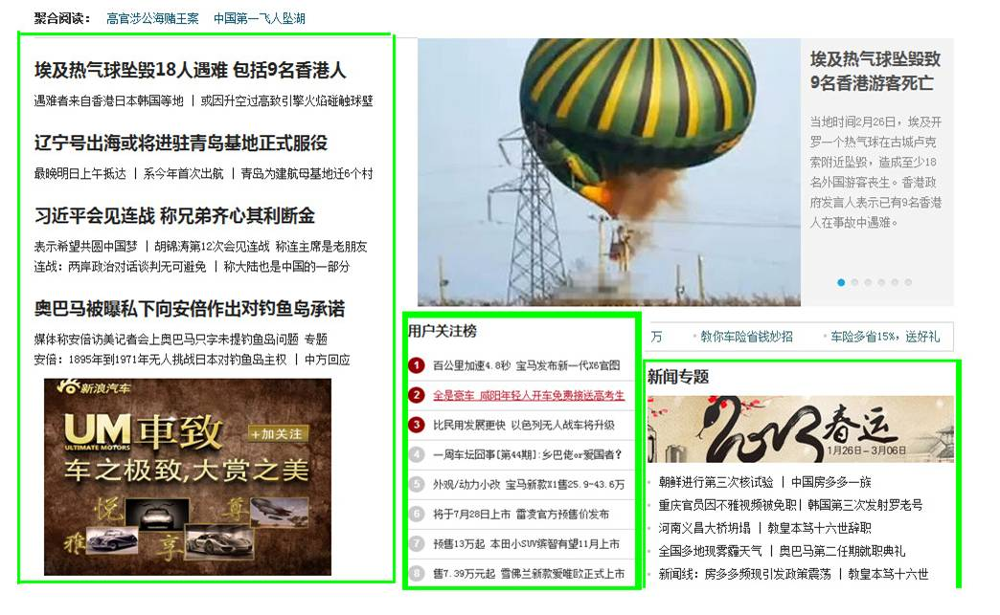 聚合阅读： 高官涉公海赌王案 中国第一飞人坠湖
埃及热气球坠毁18人遇难 包括9名香港人
遇难者来自香港日本韩国等地 | 或因升空过高致引擎火焰碰触球壁
辽宁号出海或将进驻青岛基地正式服役
最晚明日上午抵达 | 系今年首次出航 | 青岛为建航母基地迁6个村
习近平会见连战 称兄弟齐心其利断金
表示希望共圆中国梦 | 胡锦涛第12次会见连战 称连主席是老朋友
连战：两岸政治对话谈判无可避免 | 称大陆也是中国的一部分
奥巴马被曝私下向安倍作出对钓鱼岛承诺
媒体称安倍访美记者会上奥巴马只字未提钓鱼岛问题 专题
安倍：1895年到1971年无人挑战日本对钓鱼岛主权 | 中方回应
新浪汽车
UM 車致
ULTIMATE MOTORS
+加关注
车之极致,大赏之美
悦
尊
雅
享
埃及热气球坠毁致
9名香港游客死亡
当地时间2月26日，埃及开
罗一个热气球在古城卢克
索附近坠毁，造成至少18
名外国游客丧生。香港政
府发言人表示已有9名香港
人在事故中遇难。
用户关注榜
1 百公里加速4.8秒 宝马发布新一代X6官图
2 全是豪车 咸阳年轻人开车免费接送高考生
3 比民用发展更快 以色列无人战车将升级
4 一周车坛囧事[第44期]:乡巴佬or爱国者?
5 外观/动力小改 宝马新款X1售25.9-43.6万
6 将于7月28日上市 雷凌官方预售价发布
7 预售13万起 本田小SUV缤智有望11月上市
8 售7.39万元起 雪佛兰新款爱唯欧正式上市
万 · 教你车险省钱妙招 · 车险多省15%，送好礼
新闻专题
2013 春运
1月26日-3月06日
朝鲜进行第三次核试验 | 中国房多多一族
重庆官员因不雅视频被免职| 韩国第三次发射罗老号
河南义昌大桥坍塌 | 教皇本笃十六世辞职
全国多地现雾霾天气 | 奥巴马第二任期就职典礼
新闻线：房多多频现引发政策震荡 | 教皇本笃十六世